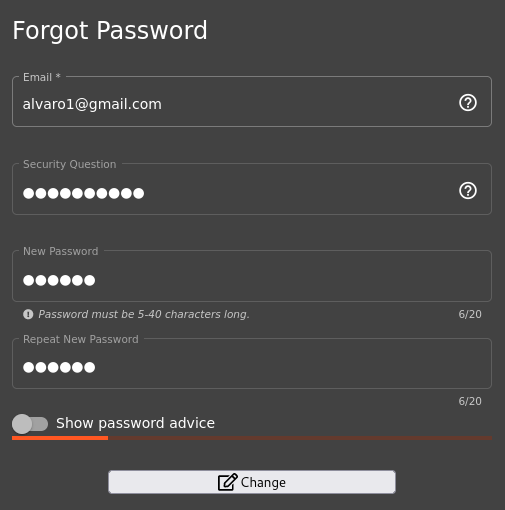 Forgot Password
Email *
alvaro1@gmail.com
Security Question
●●●●●●●●●●
New Password
●●●●●●
Password must be 5-40 characters long. 6/20
Repeat New Password
●●●●●●
6/20
Show password advice
Change